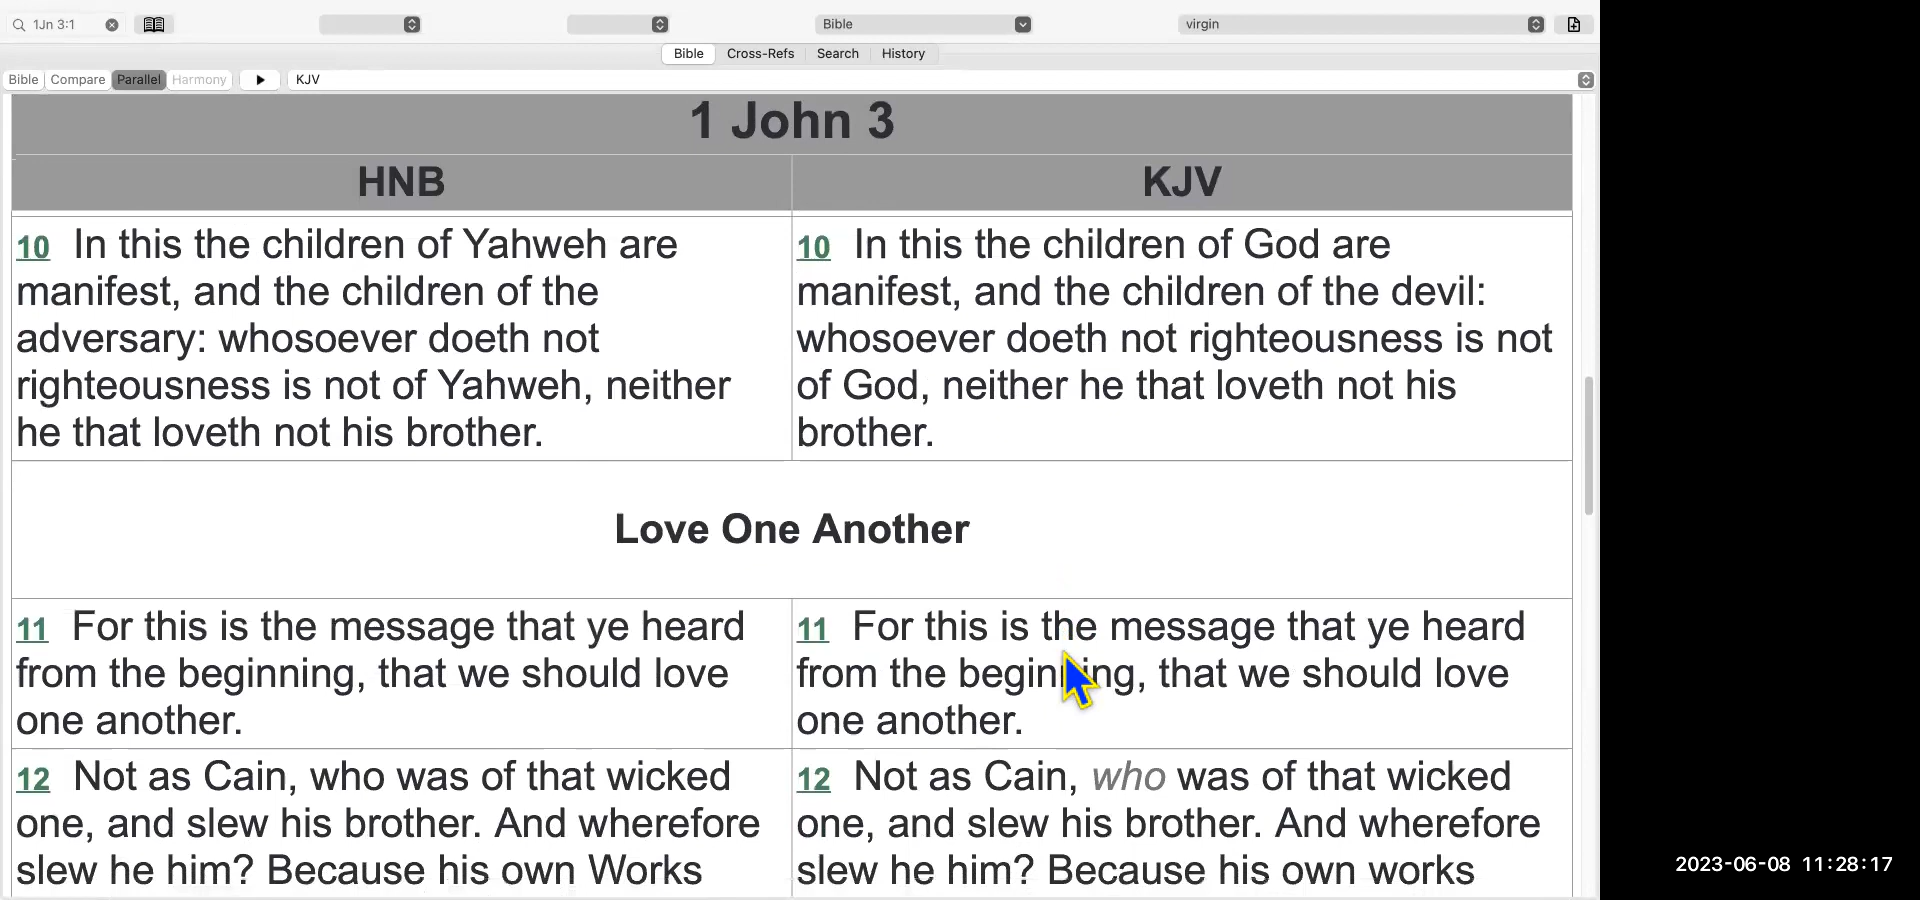 1Jn 3:1
Bible
virgin
Bible Cross-Refs Search History
Bible Compare Parallel Harmony KJV
1 John 3
HNB
KJV
10 In this the children of Yahweh are
manifest, and the children of the
adversary: whosoever doeth not
righteousness is not of Yahweh, neither
he that loveth not his brother.
10 In this the children of God are
manifest, and the children of the devil:
whosoever doeth not righteousness is not
of God, neither he that loveth not his
brother.
Love One Another
11 For this is the message that ye heard
from the beginning, that we should love
one another.
11 For this is the message that ye heard
from the beginning, that we should love
one another.
12 Not as Cain, who was of that wicked
one, and slew his brother. And wherefore
slew he him? Because his own Works
12 Not as Cain, who was of that wicked
one, and slew his brother. And wherefore
slew he him? Because his own works
2023-06-08 11:28:17